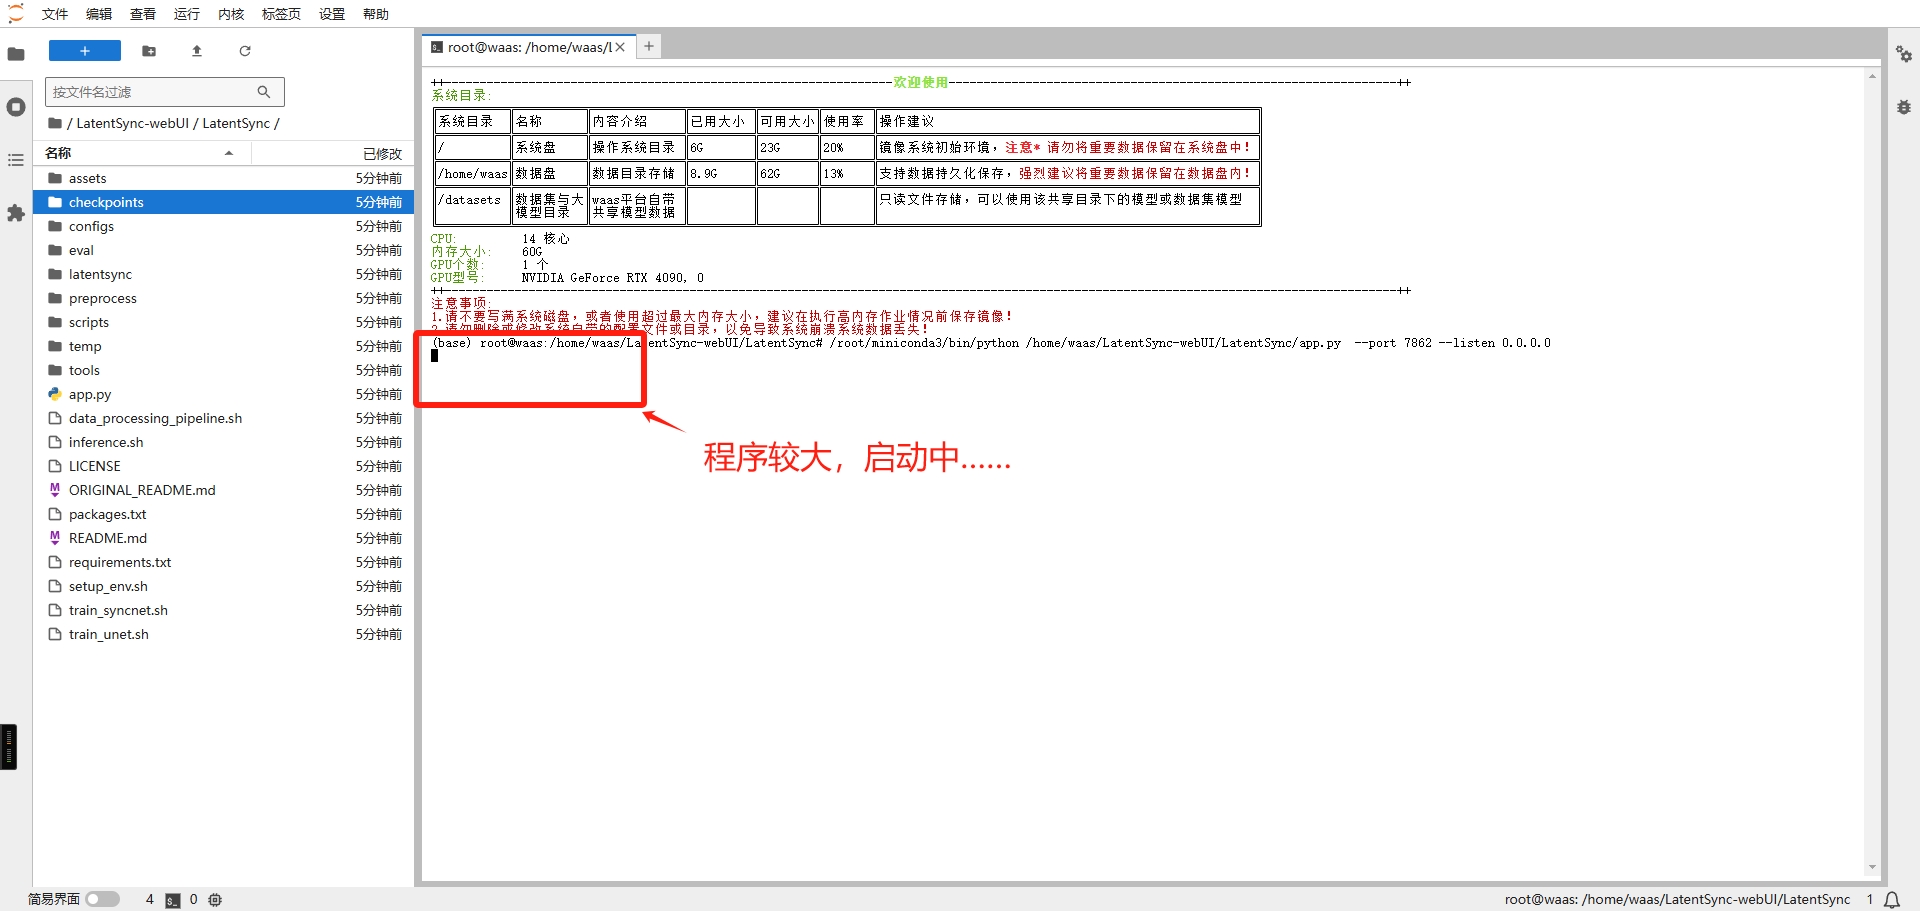 文件 编辑 查看 运行 内核 标签页 设置 帮助
root@waas: /home/waas/L
按文件名过滤
/ LatentSync-webUI / LatentSync /
名称 已修改
assets 5分钟前
checkpoints 5分钟前
configs 5分钟前
eval 5分钟前
latentsync 5分钟前
preprocess 5分钟前
scripts 5分钟前
temp 5分钟前
tools 5分钟前
app.py 5分钟前
data_processing_pipeline.sh 5分钟前
inference.sh 5分钟前
LICENSE 5分钟前
ORIGINAL_README.md 5分钟前
packages.txt 5分钟前
README.md 5分钟前
requirements.txt 5分钟前
setup_env.sh 5分钟前
train_syncnet.sh 5分钟前
train_unet.sh 5分钟前
++--欢迎使用--++
系统目录:
系统目录 名称 内容介绍 已用大小 可用大小 使用率 操作建议
/ 系统盘 操作系统目录 6G 23G 20% 镜像系统初始环境，注意* 请勿将重要数据保留在系统盘中!
/home/waas 数据盘 数据目录存储 8.9G 62G 13% 支持数据持久化保存，强烈建议将重要数据保留在数据盘内!
/datasets 数据集与大 waas平台自带 只读文件存储，可以使用该共享目录下的模型或数据集模型
模型目录 共享模型数据
CPU: 14 核心
内存大小: 60G
GPU个数: 1 个
GPU型号: NVIDIA GeForce RTX 4090, 0
注意事项:
1.请不要写满系统磁盘，或者使用超过最大内存大小，建议在执行高内存作业情况前保存镜像!
2.请勿删除或修改系统自带的配置文件或目录，以免导致系统崩溃系统数据丢失!
(base) root@waas:/home/waas/LatentSync-webUI/LatentSync# /root/miniconda3/bin/python /home/waas/LatentSync-webUI/LatentSync/app.py --port 7862 --listen 0.0.0.0
程序较大，启动中......
简易界面 4 0
root@waas: /home/waas/LatentSync-webUI/LatentSync 1